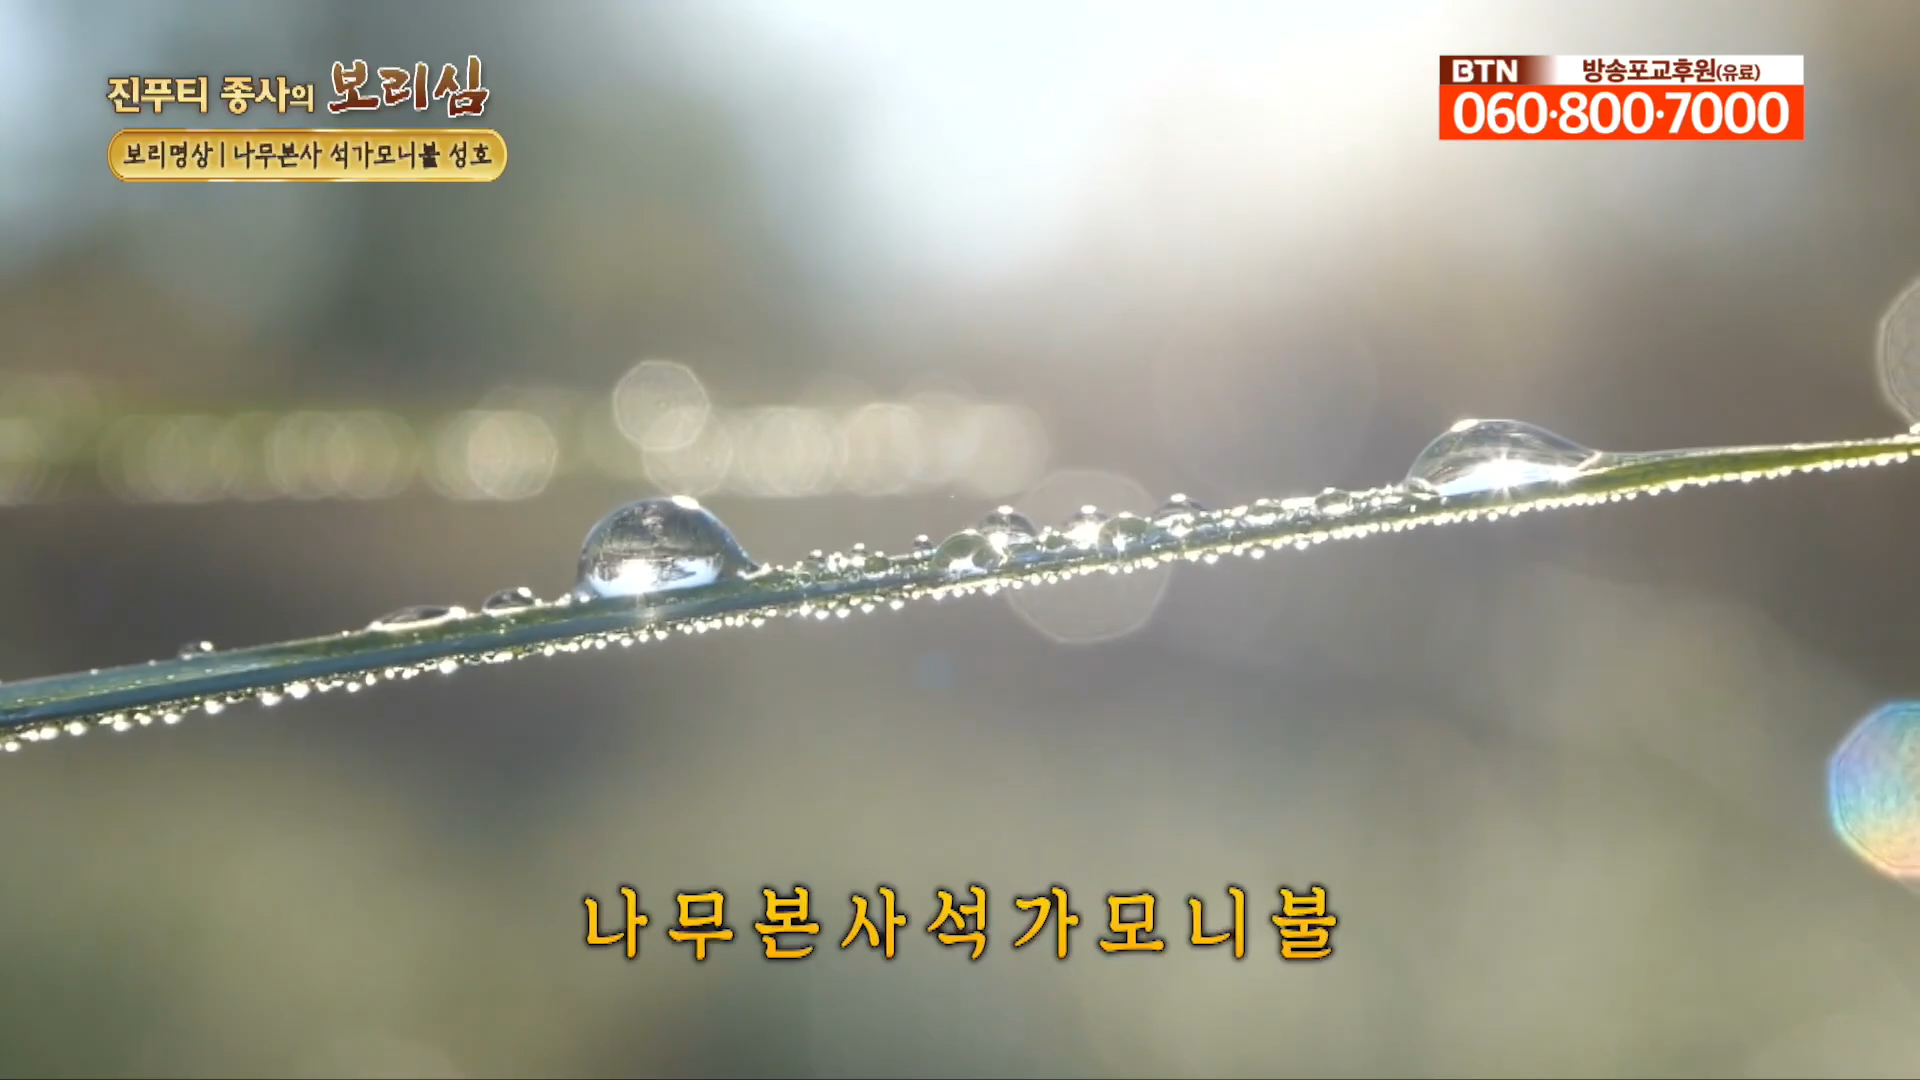 진푸티 종사의 보리심
보리명상 | 나무본사 석가모니불 성호
BTN 방송포교후원(유료)
060·800·7000
나무본사석가모니불